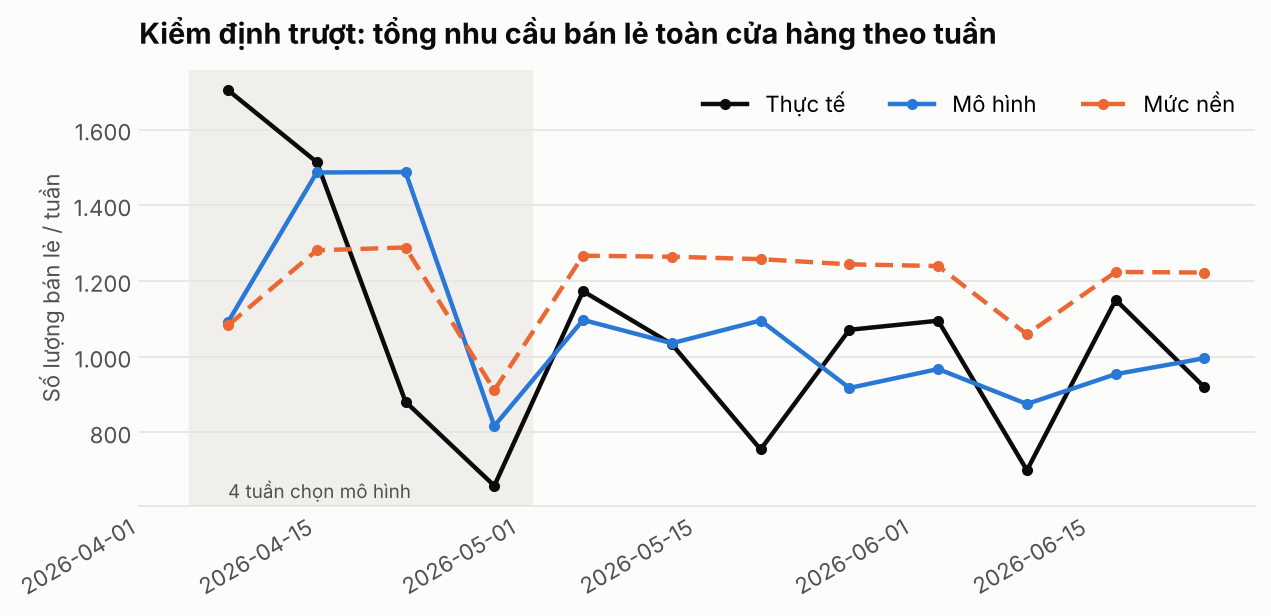 Kiểm định trượt: tổng nhu cầu bán lẻ toàn cửa hàng theo tuần
Thực tế
Mô hình
Mức nền
Số lượng bán lẻ / tuần
1.600
1.400
1.200
1.000
800
4 tuần chọn mô hình
2026-04-01
2026-04-15
2026-05-01
2026-05-15
2026-06-01
2026-06-15